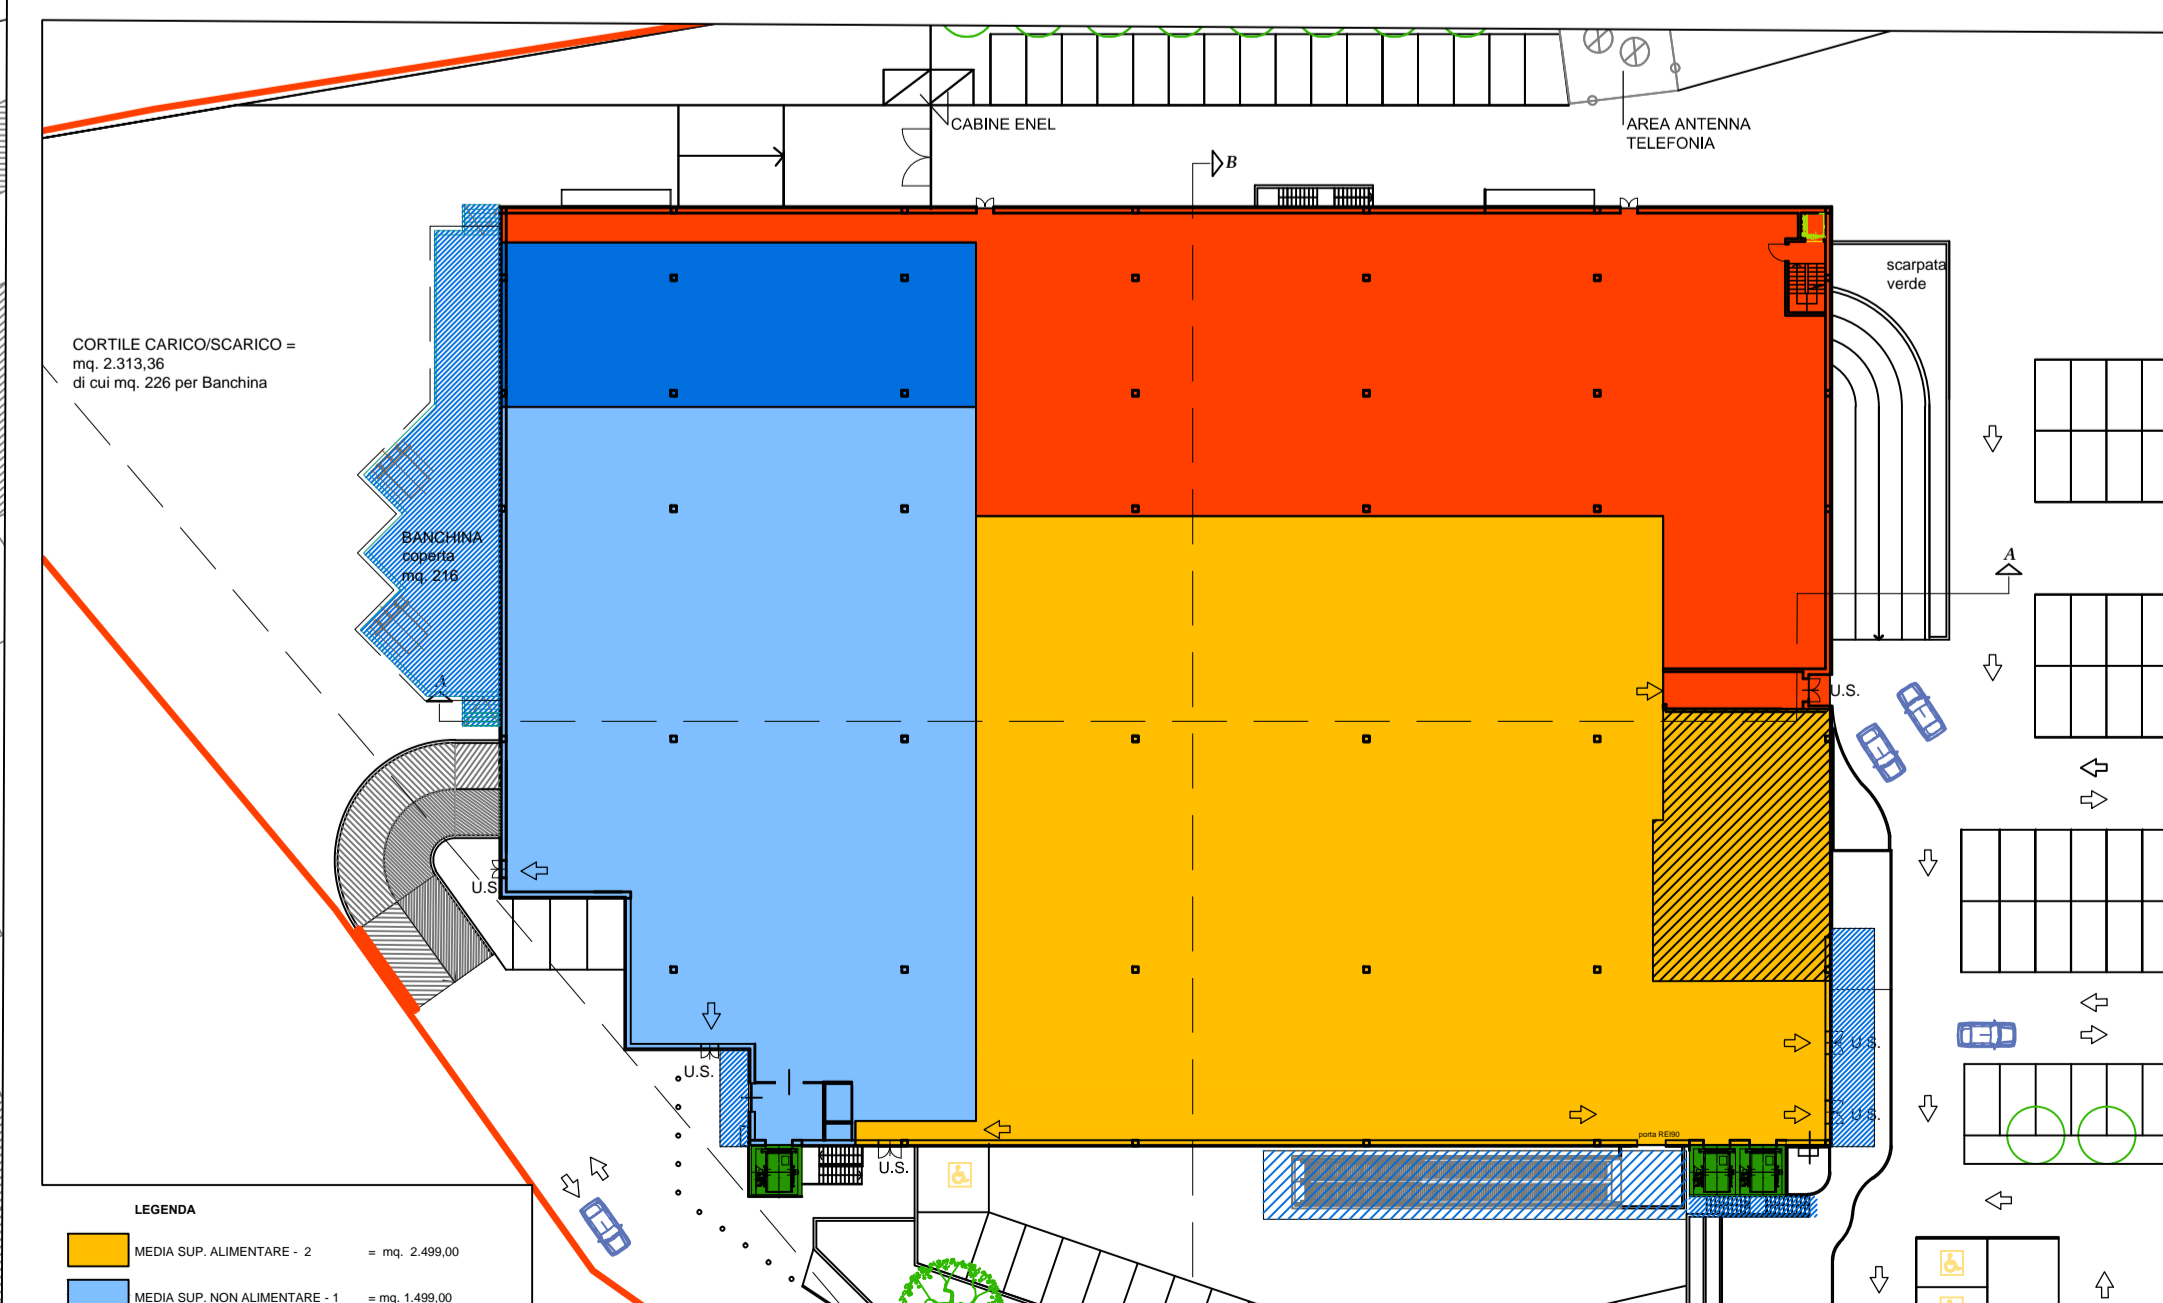 CABINE ENEL
AREA ANTENNA
TELEFONIA
B
scarpata
verde
CORTILE CARICO/SCARICO =
mq. 2.313,36
di cui mq. 226 per Banchina
BANCHINA
coperta
mq. 216
A
A
U.S.
U.S.
U.S.
U.S.
U.S.
porta REI90
U.S.
LEGENDA
MEDIA SUP. ALIMENTARE - 2 = mq. 2.499,00
MEDIA SUP. NON ALIMENTARE - 1 = mq. 1.499,00